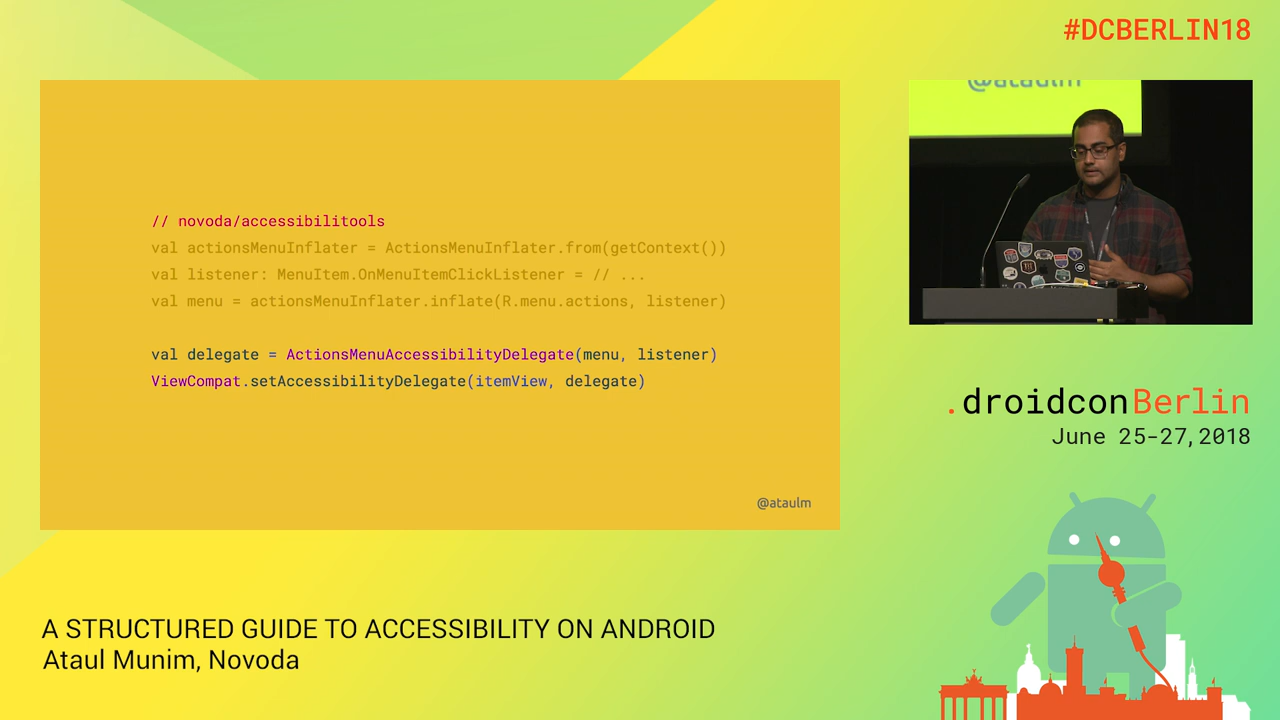 #DCBERLIN18
@ataulm
// novoda/accessibilitools
val actionsMenuInflater = ActionsMenuInflater.from(getContext())
val listener: MenuItem.OnMenuItemClickListener = // ...
val menu = actionsMenuInflater.inflate(R.menu.actions, listener)
val delegate = ActionsMenuAccessibilityDelegate(menu, listener)
ViewCompat.setAccessibilityDelegate(itemView, delegate)
@ataulm
.droidconBerlin
June 25-27,2018
A STRUCTURED GUIDE TO ACCESSIBILITY ON ANDROID
Ataul Munim, Novoda